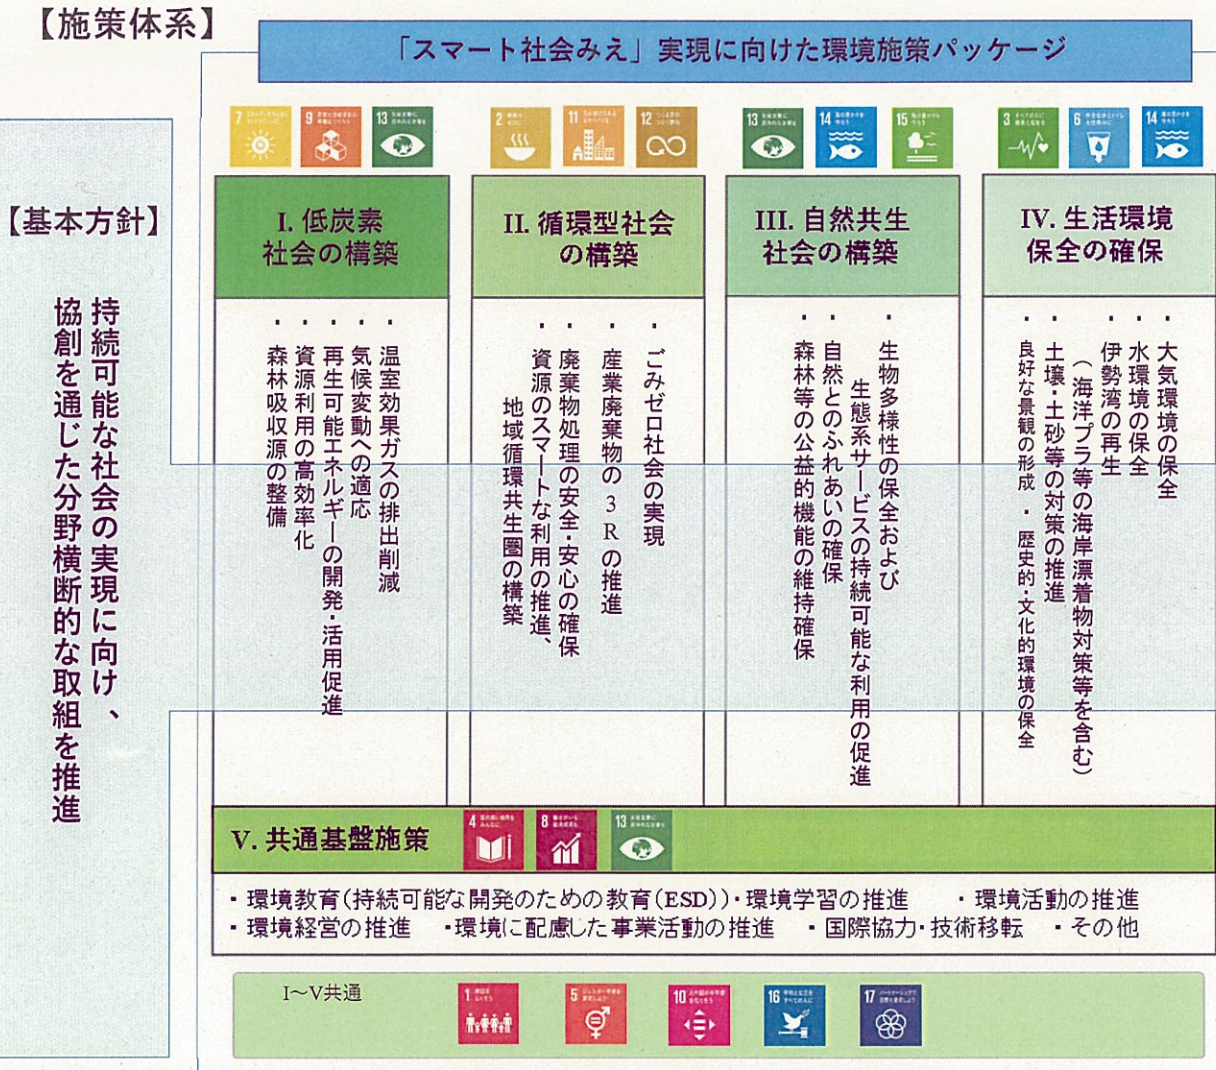 【施策体系】
「スマート社会みえ」実現に向けた環境施策パッケージ
【基本方針】
持続可能な社会の実現に向け、
協創を通じた分野横断的な取組を推進
7
9
13
2
11
12
13
14
15
3
6
14
I. 低炭素
社会の構築
・温室効果ガスの排出削減
・気候変動への適応
・再生可能エネルギーの開発・活用促進
・資源利用の高効率化
・森林吸収源の整備
II. 循環型社会
の構築
・ごみゼロ社会の実現
・産業廃棄物の3Rの推進
・廃棄物処理の安全・安心の確保
・資源のスマートな利用の推進、
地域循環共生圏の構築
III. 自然共生
社会の構築
・生物多様性の保全および
生態系サービスの持続可能な利用の促進
・自然とのふれあいの確保
・森林等の公益的機能の維持確保
IV. 生活環境
保全の確保
・大気環境の保全
・水環境の保全
・伊勢湾の再生
(海洋プラ等の海岸漂着物対策等を含む)
・土壌・土砂等の対策の推進
・良好な景観の形成・歴史的・文化的環境の保全
V. 共通基盤施策
4
8
13
・環境教育(持続可能な開発のための教育(ESD))・環境学習の推進 ・環境活動の推進
・環境経営の推進 ・環境に配慮した事業活動の推進 ・国際協力・技術移転 ・その他
I～V共通
1
5
10
16
17